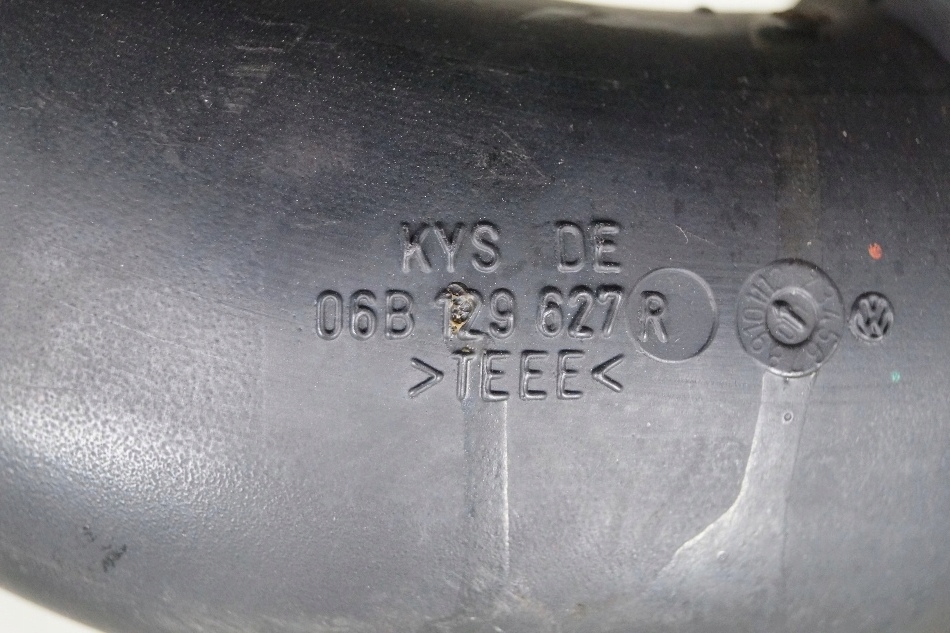 KYS DE
06B 129 627 R
>TEEE<